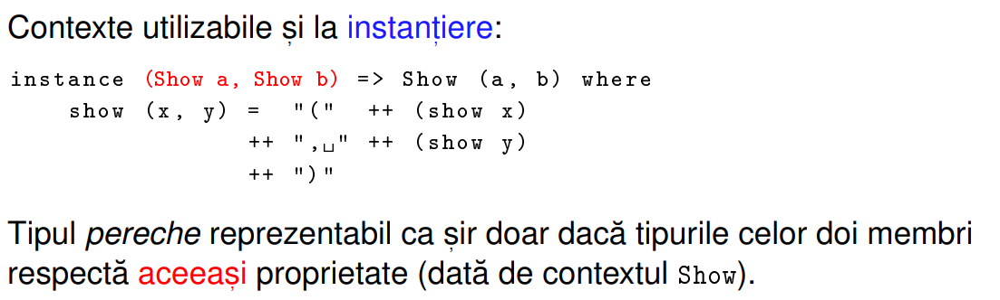 Contexte utilizabile și la instanțiere:
instance (Show a, Show b) => Show (a, b) where
    show (x, y) = "(" ++ (show x)
                ++ ",␣" ++ (show y)
                ++ ")"
Tipul pereche reprezentabil ca șir doar dacă tipurile celor doi membri
respectă aceeași proprietate (dată de contextul Show).